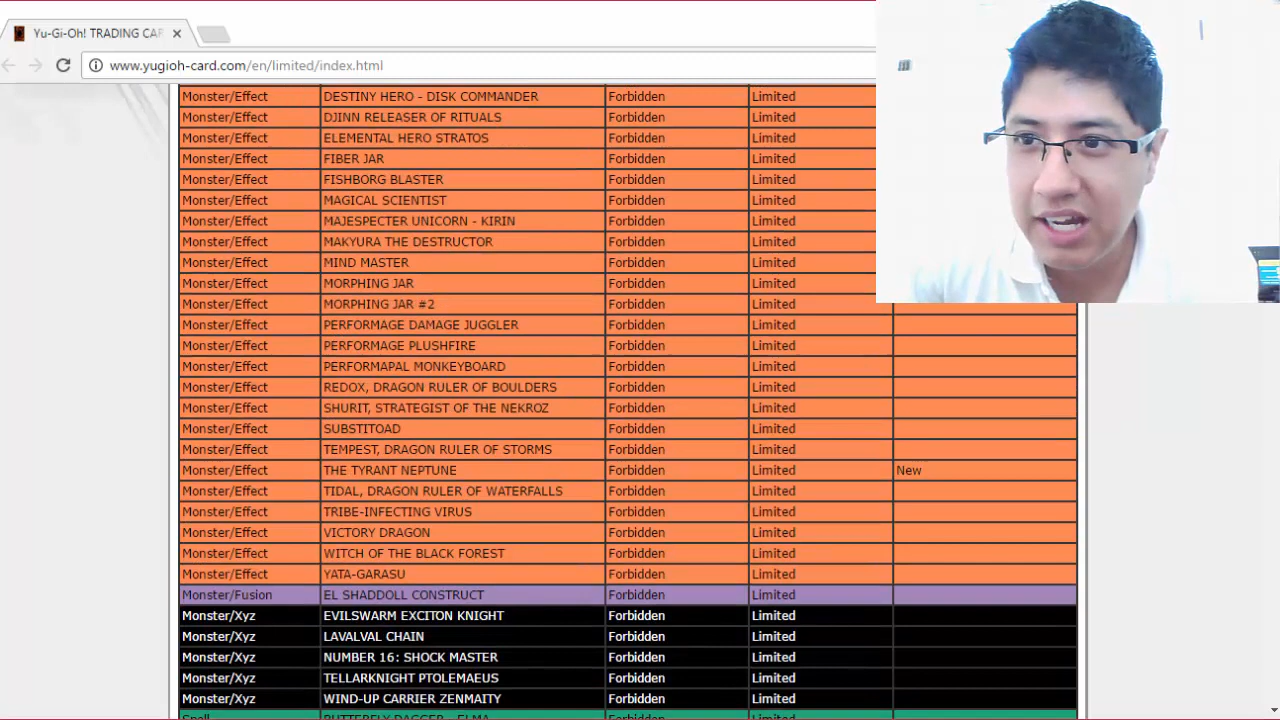 Yu-Gi-Oh! TRADING CAR
www.yugioh-card.com/en/limited/index.html
Monster/Effect DESTINY HERO - DISK COMMANDER Forbidden Limited
Monster/Effect DJINN RELEASER OF RITUALS Forbidden Limited
Monster/Effect ELEMENTAL HERO STRATOS Forbidden Limited
Monster/Effect FIBER JAR Forbidden Limited
Monster/Effect FISHBORG BLASTER Forbidden Limited
Monster/Effect MAGICAL SCIENTIST Forbidden Limited
Monster/Effect MAJESPECTER UNICORN - KIRIN Forbidden Limited
Monster/Effect MAKYURA THE DESTRUCTOR Forbidden Limited
Monster/Effect MIND MASTER Forbidden Limited
Monster/Effect MORPHING JAR Forbidden Limited
Monster/Effect MORPHING JAR #2 Forbidden Limited
Monster/Effect PERFORMAGE DAMAGE JUGGLER Forbidden Limited
Monster/Effect PERFORMAGE PLUSHFIRE Forbidden Limited
Monster/Effect PERFORMAPAL MONKEYBOARD Forbidden Limited
Monster/Effect REDOX, DRAGON RULER OF BOULDERS Forbidden Limited
Monster/Effect SHURIT, STRATEGIST OF THE NEKROZ Forbidden Limited
Monster/Effect SUBSTITOAD Forbidden Limited
Monster/Effect TEMPEST, DRAGON RULER OF STORMS Forbidden Limited
Monster/Effect THE TYRANT NEPTUNE Forbidden Limited New
Monster/Effect TIDAL, DRAGON RULER OF WATERFALLS Forbidden Limited
Monster/Effect TRIBE-INFECTING VIRUS Forbidden Limited
Monster/Effect VICTORY DRAGON Forbidden Limited
Monster/Effect WITCH OF THE BLACK FOREST Forbidden Limited
Monster/Effect YATA-GARASU Forbidden Limited
Monster/Fusion EL SHADDOLL CONSTRUCT Forbidden Limited
Monster/Xyz EVILSWARM EXCITON KNIGHT Forbidden Limited
Monster/Xyz LAVALVAL CHAIN Forbidden Limited
Monster/Xyz NUMBER 16: SHOCK MASTER Forbidden Limited
Monster/Xyz TELLARKNIGHT PTOLEMAEUS Forbidden Limited
Monster/Xyz WIND-UP CARRIER ZENMAITY Forbidden Limited
Spell BUTTERFLY DAGGER - ELMA Forbidden Limited